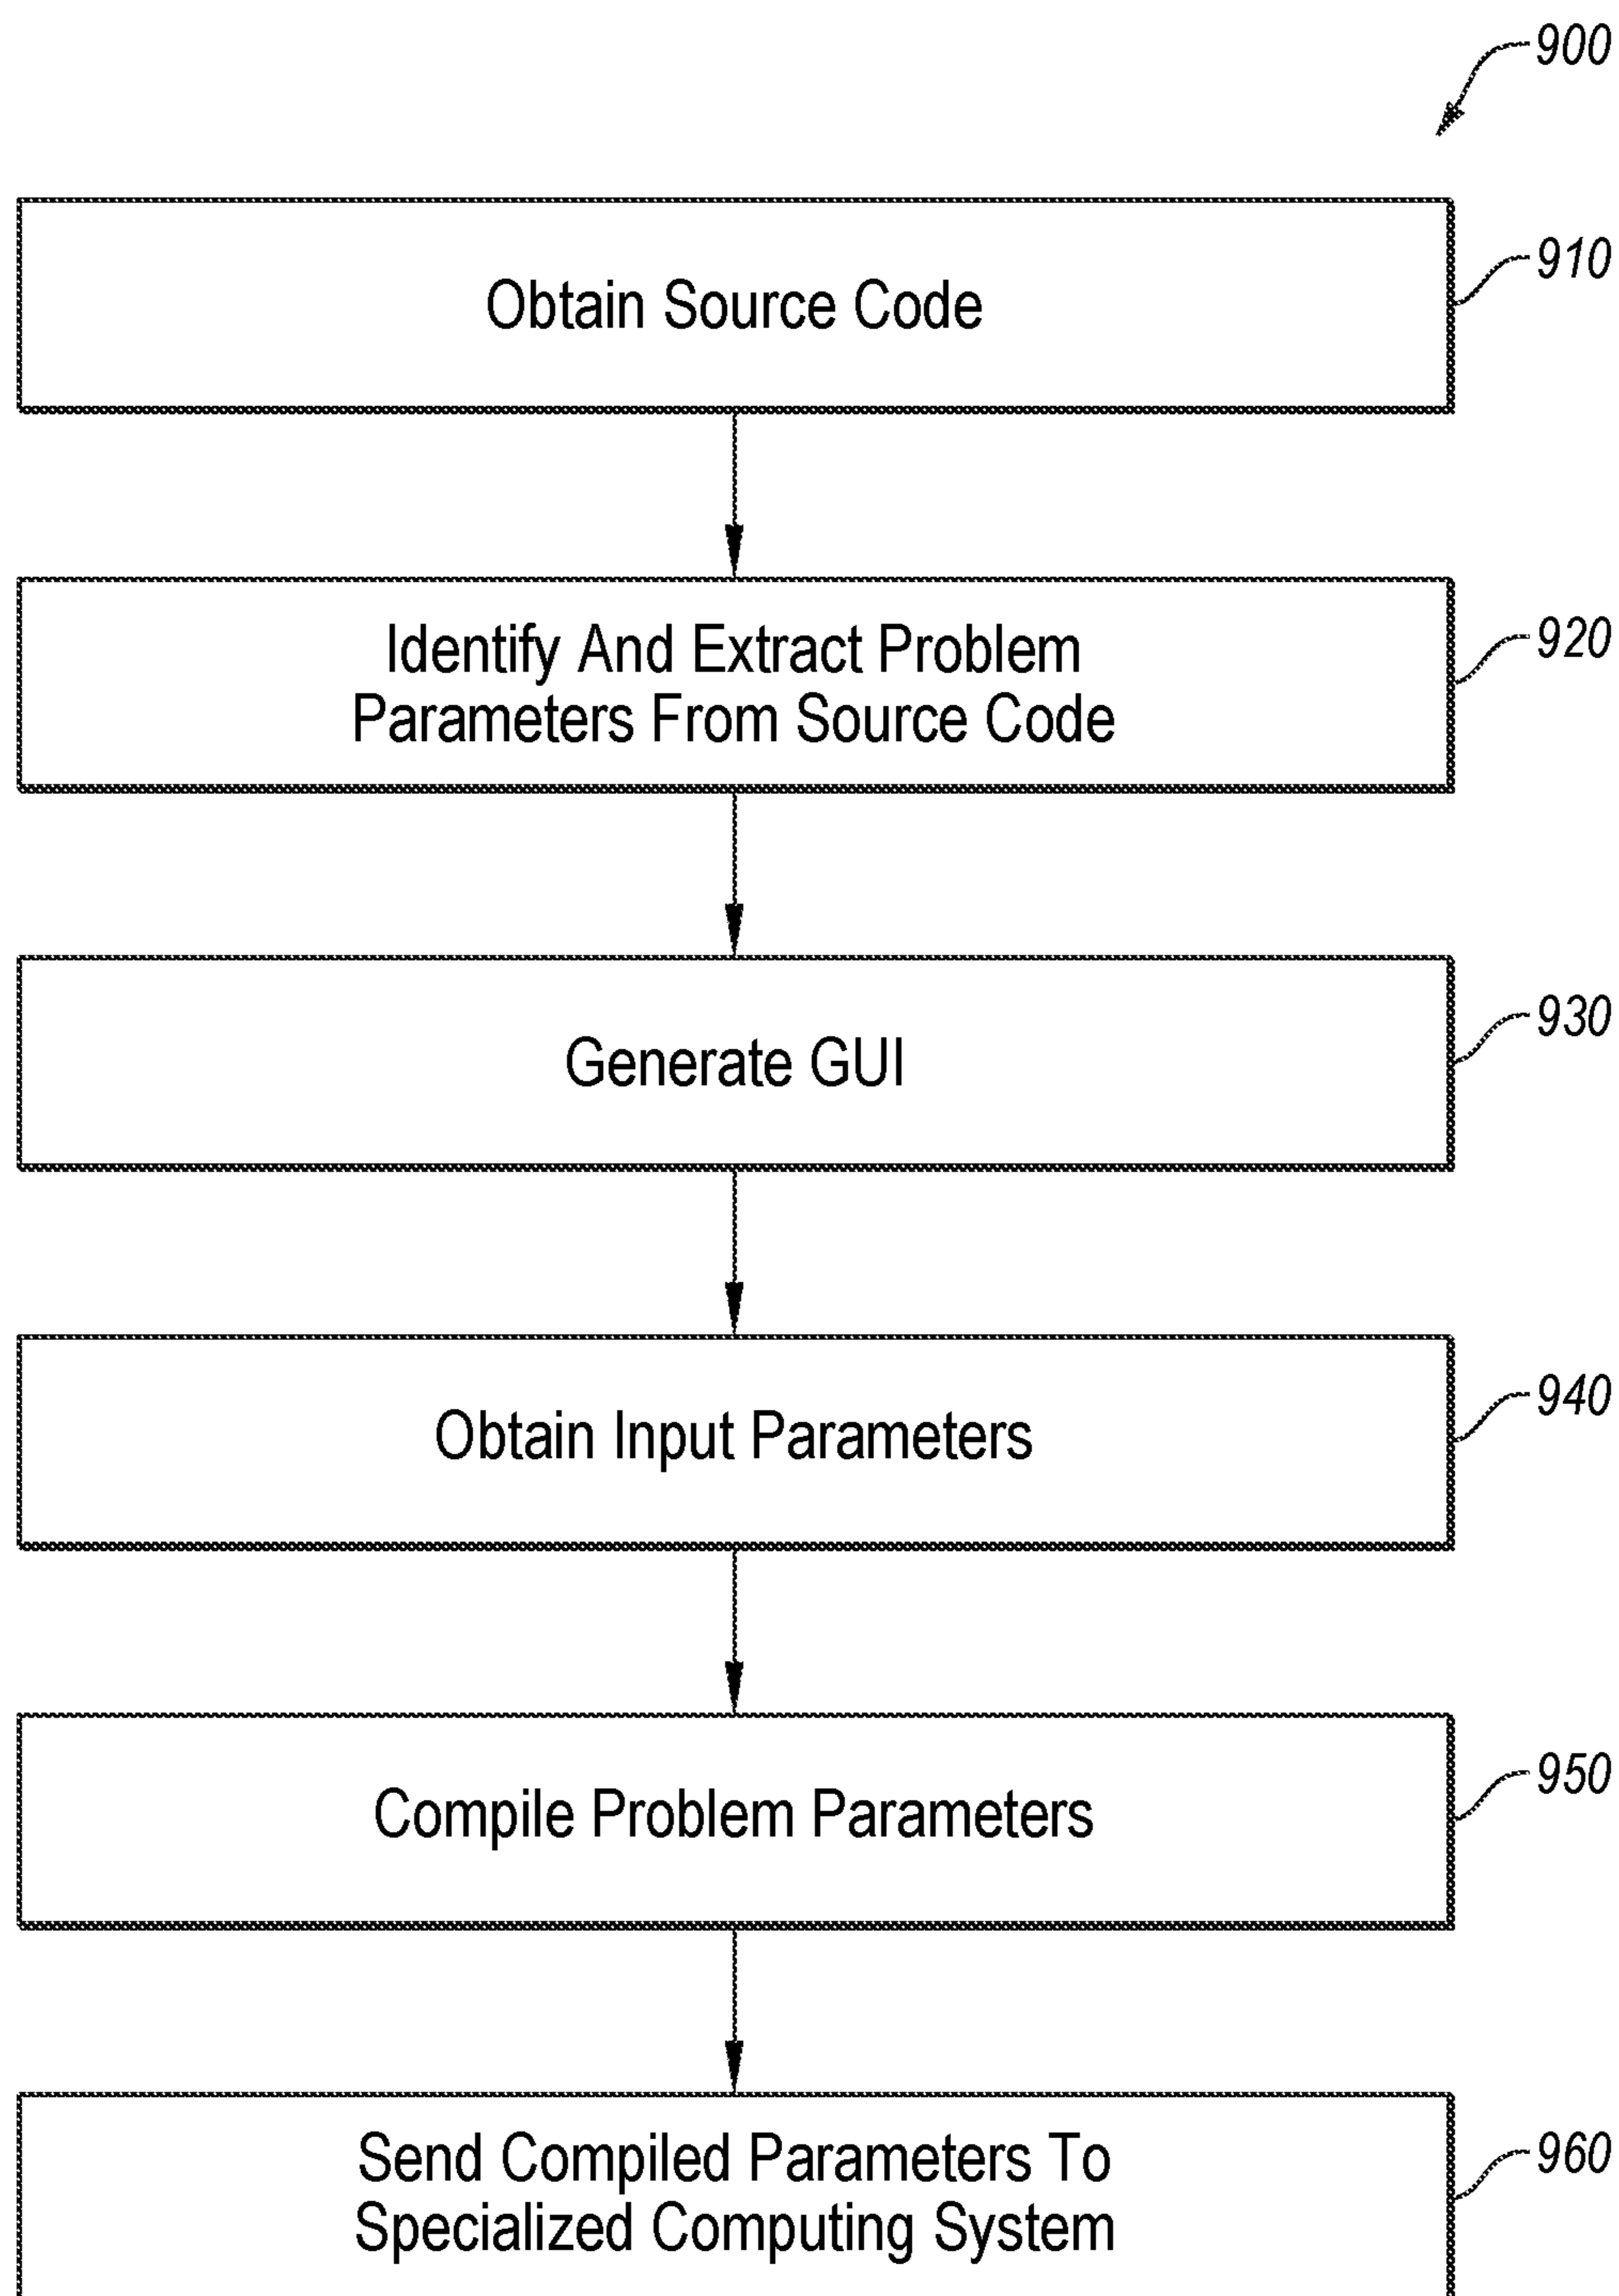 900
Obtain Source Code
910
Identify And Extract Problem
Parameters From Source Code
920
Generate GUI
930
Obtain Input Parameters
940
Compile Problem Parameters
950
Send Compiled Parameters To
Specialized Computing System
960